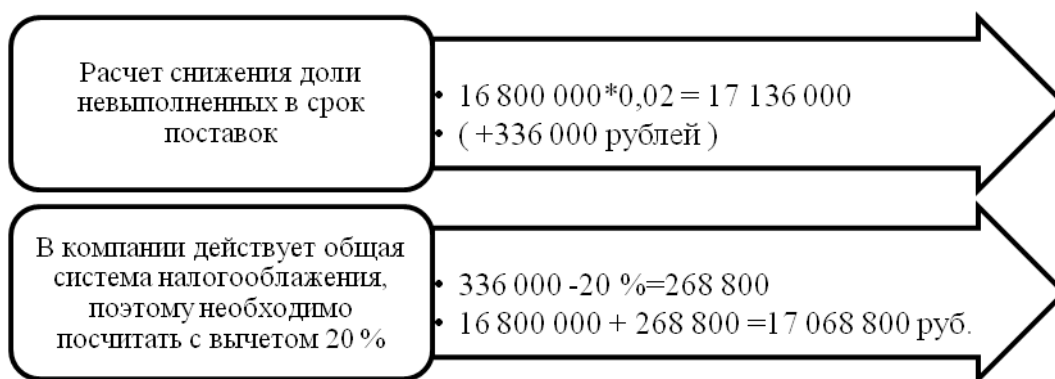 Расчет снижения доли
невыполненных в срок
поставок
• 16 800 000*0,02 = 17 136 000
• ( +336 000 рублей )
В компании действует общая
система налогооблажения,
поэтому необходимо
посчитать с вычетом 20 %
• 336 000 -20 %=268 800
• 16 800 000 + 268 800 =17 068 800 руб.